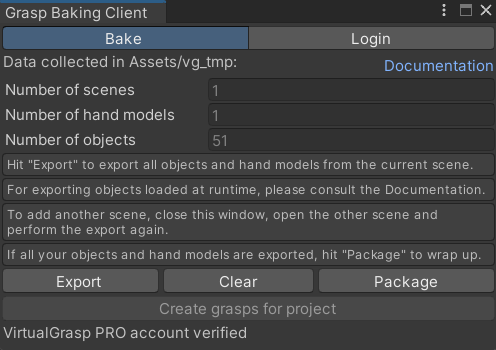 Grasp Baking Client
Bake Login
Data collected in Assets/vg_tmp:
Documentation
Number of scenes 1
Number of hand models 1
Number of objects 51
Hit "Export" to export all objects and hand models from the current scene.
For exporting objects loaded at runtime, please consult the Documentation.
To add another scene, close this window, open the other scene and
perform the export again.
If all your objects and hand models are exported, hit "Package" to wrap up.
Export Clear Package
Create grasps for project
VirtualGrasp PRO account verified